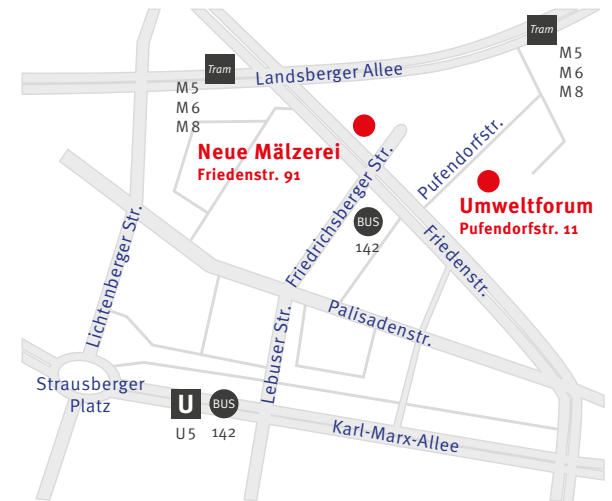 Tram
M5
M6
M8
Landsberger Allee
Tram
M5
M6
M8
Neue Mälzerei
Friedenstr. 91
Pufendorfstr.
Umweltforum
Pufendorfstr. 11
Friedrichsberger Str.
BUS
142
Friedenstr.
Lichtenberger Str.
Palisadenstr.
Lebuser Str.
Strausberger
Platz
U
U5
BUS
142
Karl-Marx-Allee